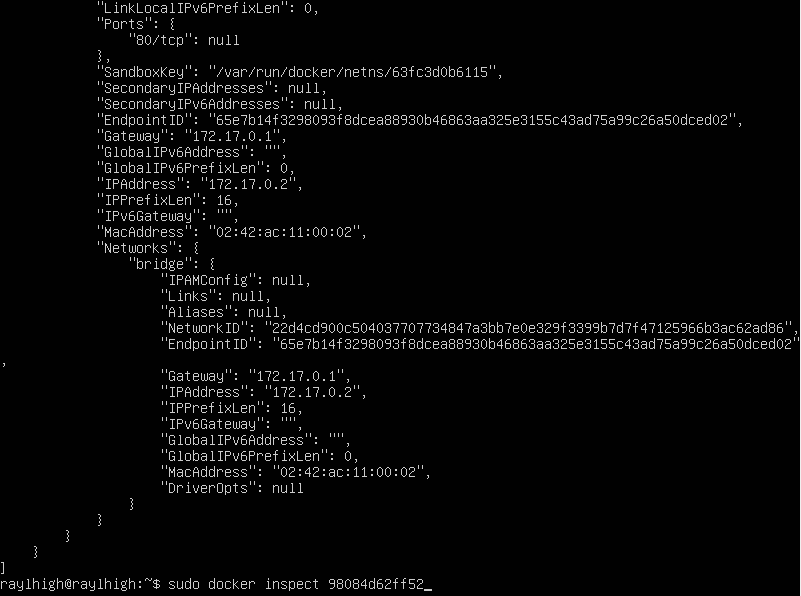 "LinkLocalIPv6PrefixLen": 0,
"Ports": {
"80/tcp": null
},
"SandboxKey": "/var/run/docker/netns/63fc3d0b6115",
"SecondaryIPAddresses": null,
"SecondaryIPv6Addresses": null,
"EndpointID": "65e7b14f3298093f8dcea88930b46863aa325e3155c43ad75a99c26a50dced02",
"Gateway": "172.17.0.1",
"GlobalIPv6Address": "",
"GlobalIPv6PrefixLen": 0,
"IPAddress": "172.17.0.2",
"IPPrefixLen": 16,
"IPv6Gateway": "",
"MacAddress": "02:42:ac:11:00:02",
"Networks": {
"bridge": {
"IPAMConfig": null,
"Links": null,
"Aliases": null,
"NetworkID": "22d4cd900c504037707734847a3bb7e0e329f3399b7d7f47125966b3ac62ad86",
"EndpointID": "65e7b14f3298093f8dcea88930b46863aa325e3155c43ad75a99c26a50dced02"
,
"Gateway": "172.17.0.1",
"IPAddress": "172.17.0.2",
"IPPrefixLen": 16,
"IPv6Gateway": "",
"GlobalIPv6Address": "",
"GlobalIPv6PrefixLen": 0,
"MacAddress": "02:42:ac:11:00:02",
"DriverOpts": null
}
}
}
}
]
raylhigh@raylhigh:~$ sudo docker inspect 98084d62ff52_